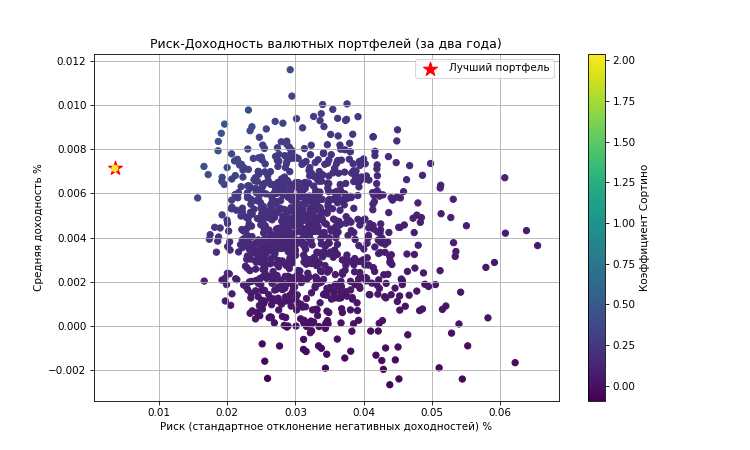 Риск-Доходность валютных портфелей (за два года)
Лучший портфель
Средняя доходность %
0.012
0.010
0.008
0.006
0.004
0.002
0.000
−0.002
0.01 0.02 0.03 0.04 0.05 0.06
Риск (стандартное отклонение негативных доходностей) %
2.00
1.75
1.50
1.25
1.00
0.75
0.50
0.25
0.00
Коэффициент Сортино